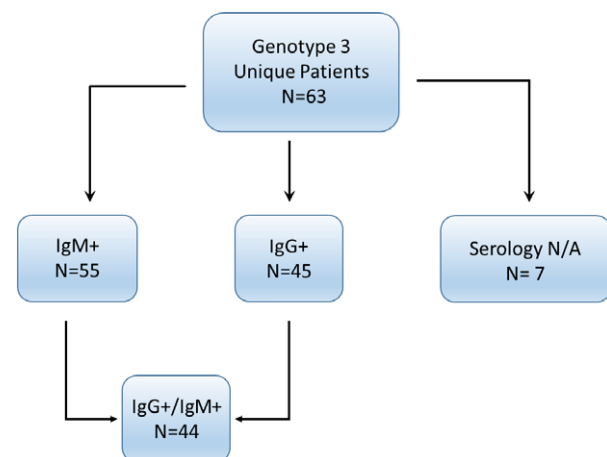 Genotype 3
Unique Patients
N=63
IgM+
N=55
IgG+
N=45
Serology N/A
N= 7
IgG+/IgM+
N=44